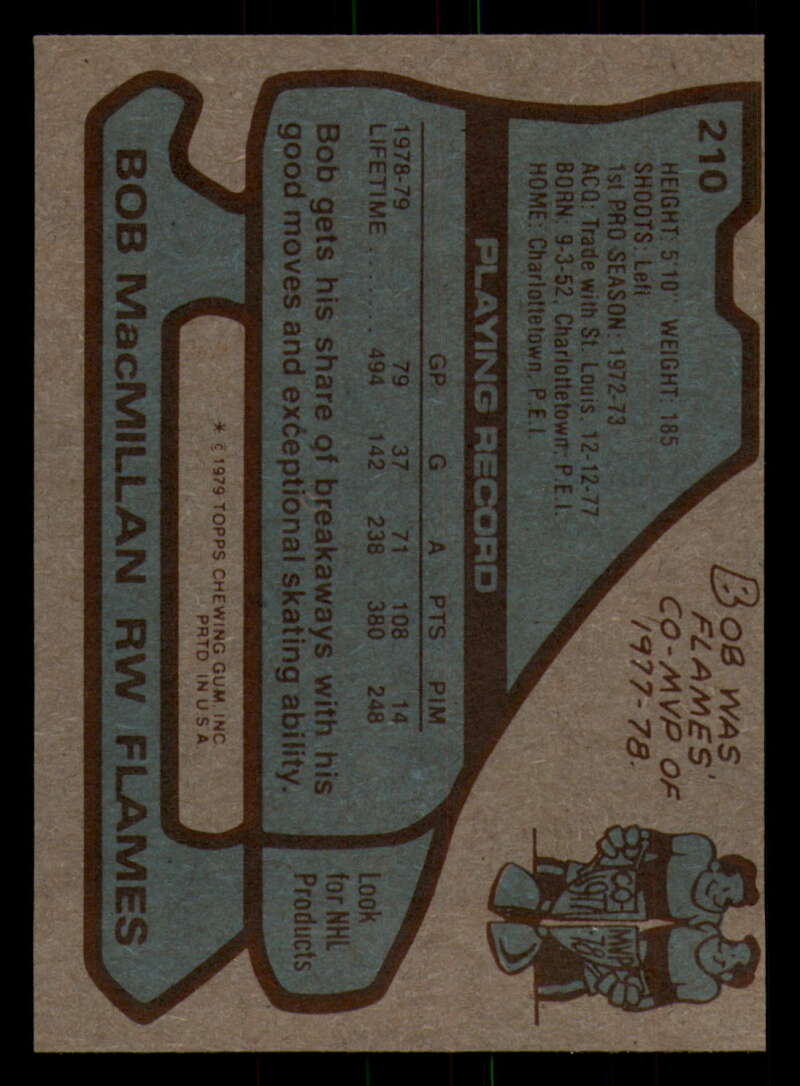 210
HEIGHT: 5'10" WEIGHT: 185
SHOOTS: Left
1st PRO SEASON: 1972-73
ACQ: Trade with St. Louis, 12-12-77
BORN: 9-3-52, Charlottetown, P.E.I.
HOME: Charlottetown, P.E.I.
BOB WAS
FLAMES'
CO-MVP OF
1977-78.
CO
MVP
77
78
PLAYING RECORD
GP G A PTS PIM
1978-79 79 37 71 108 14
LIFETIME ...... 494 142 238 380 248
Bob gets his share of breakaways with his
good moves and exceptional skating ability.
Look
for NHL
Products
* © 1979 TOPPS CHEWING GUM, INC.
PRTD. IN U.S.A.
BOB MacMILLAN RW FLAMES